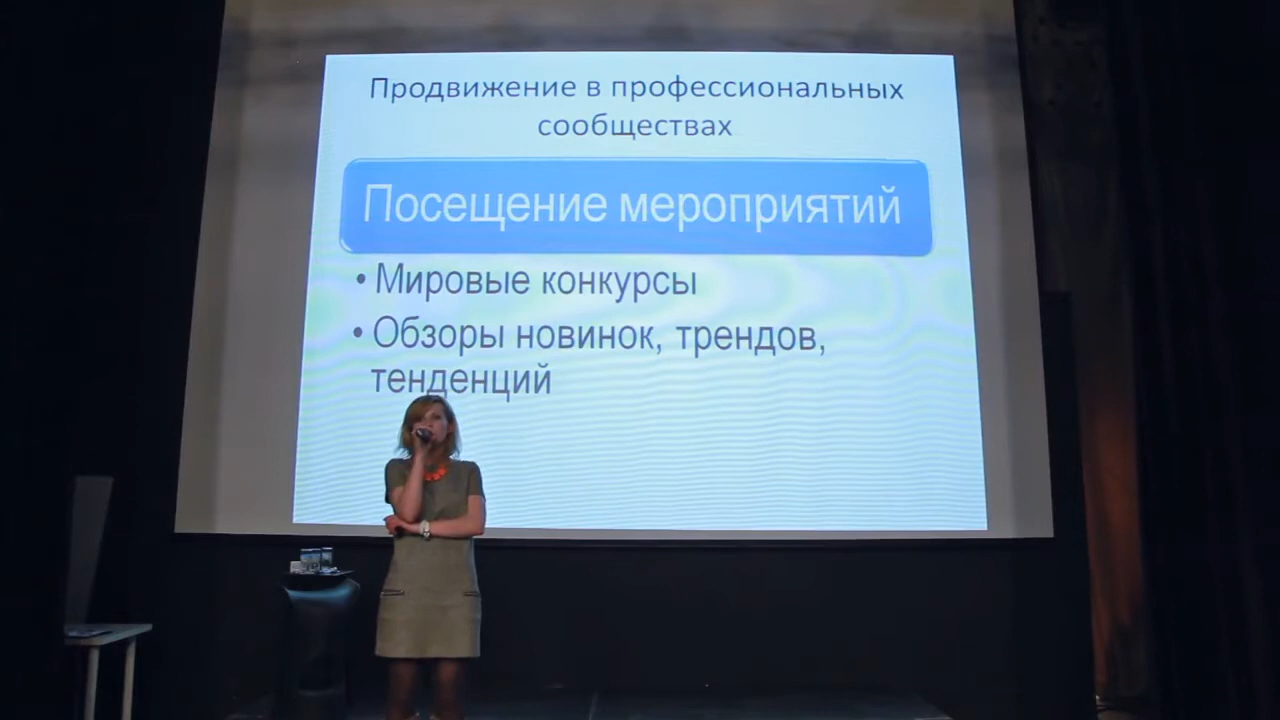 Продвижение в профессиональных
сообществах
Посещение мероприятий
• Мировые конкурсы
• Обзоры новинок, трендов,
тенденций